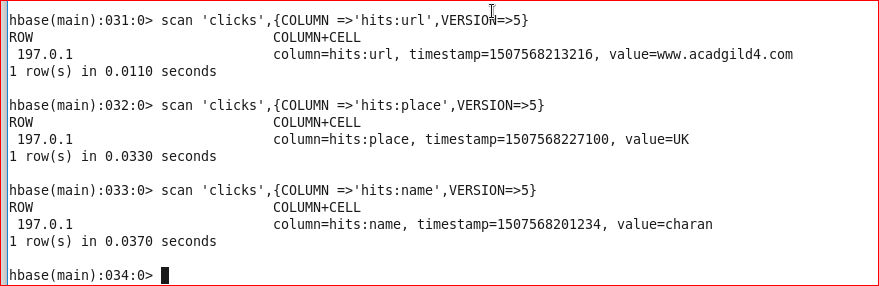 hbase(main):031:0> scan 'clicks',{COLUMN =>'hits:url',VERSION=>5}
ROW                              COLUMN+CELL
 197.0.1                         column=hits:url, timestamp=1507568213216, value=www.acadgild4.com
1 row(s) in 0.0110 seconds

hbase(main):032:0> scan 'clicks',{COLUMN =>'hits:place',VERSION=>5}
ROW                              COLUMN+CELL
 197.0.1                         column=hits:place, timestamp=1507568227100, value=UK
1 row(s) in 0.0330 seconds

hbase(main):033:0> scan 'clicks',{COLUMN =>'hits:name',VERSION=>5}
ROW                              COLUMN+CELL
 197.0.1                         column=hits:name, timestamp=1507568201234, value=charan
1 row(s) in 0.0370 seconds

hbase(main):034:0>